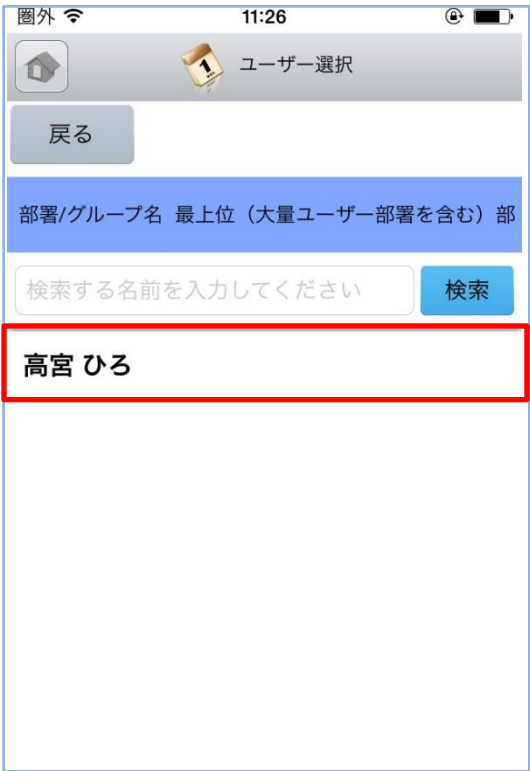 圏外 11:26
1
ユーザー選択
戻る
部署/グループ名 最上位（大量ユーザー部署を含む）部
検索する名前を入力してください 検索
高宮 ひろ